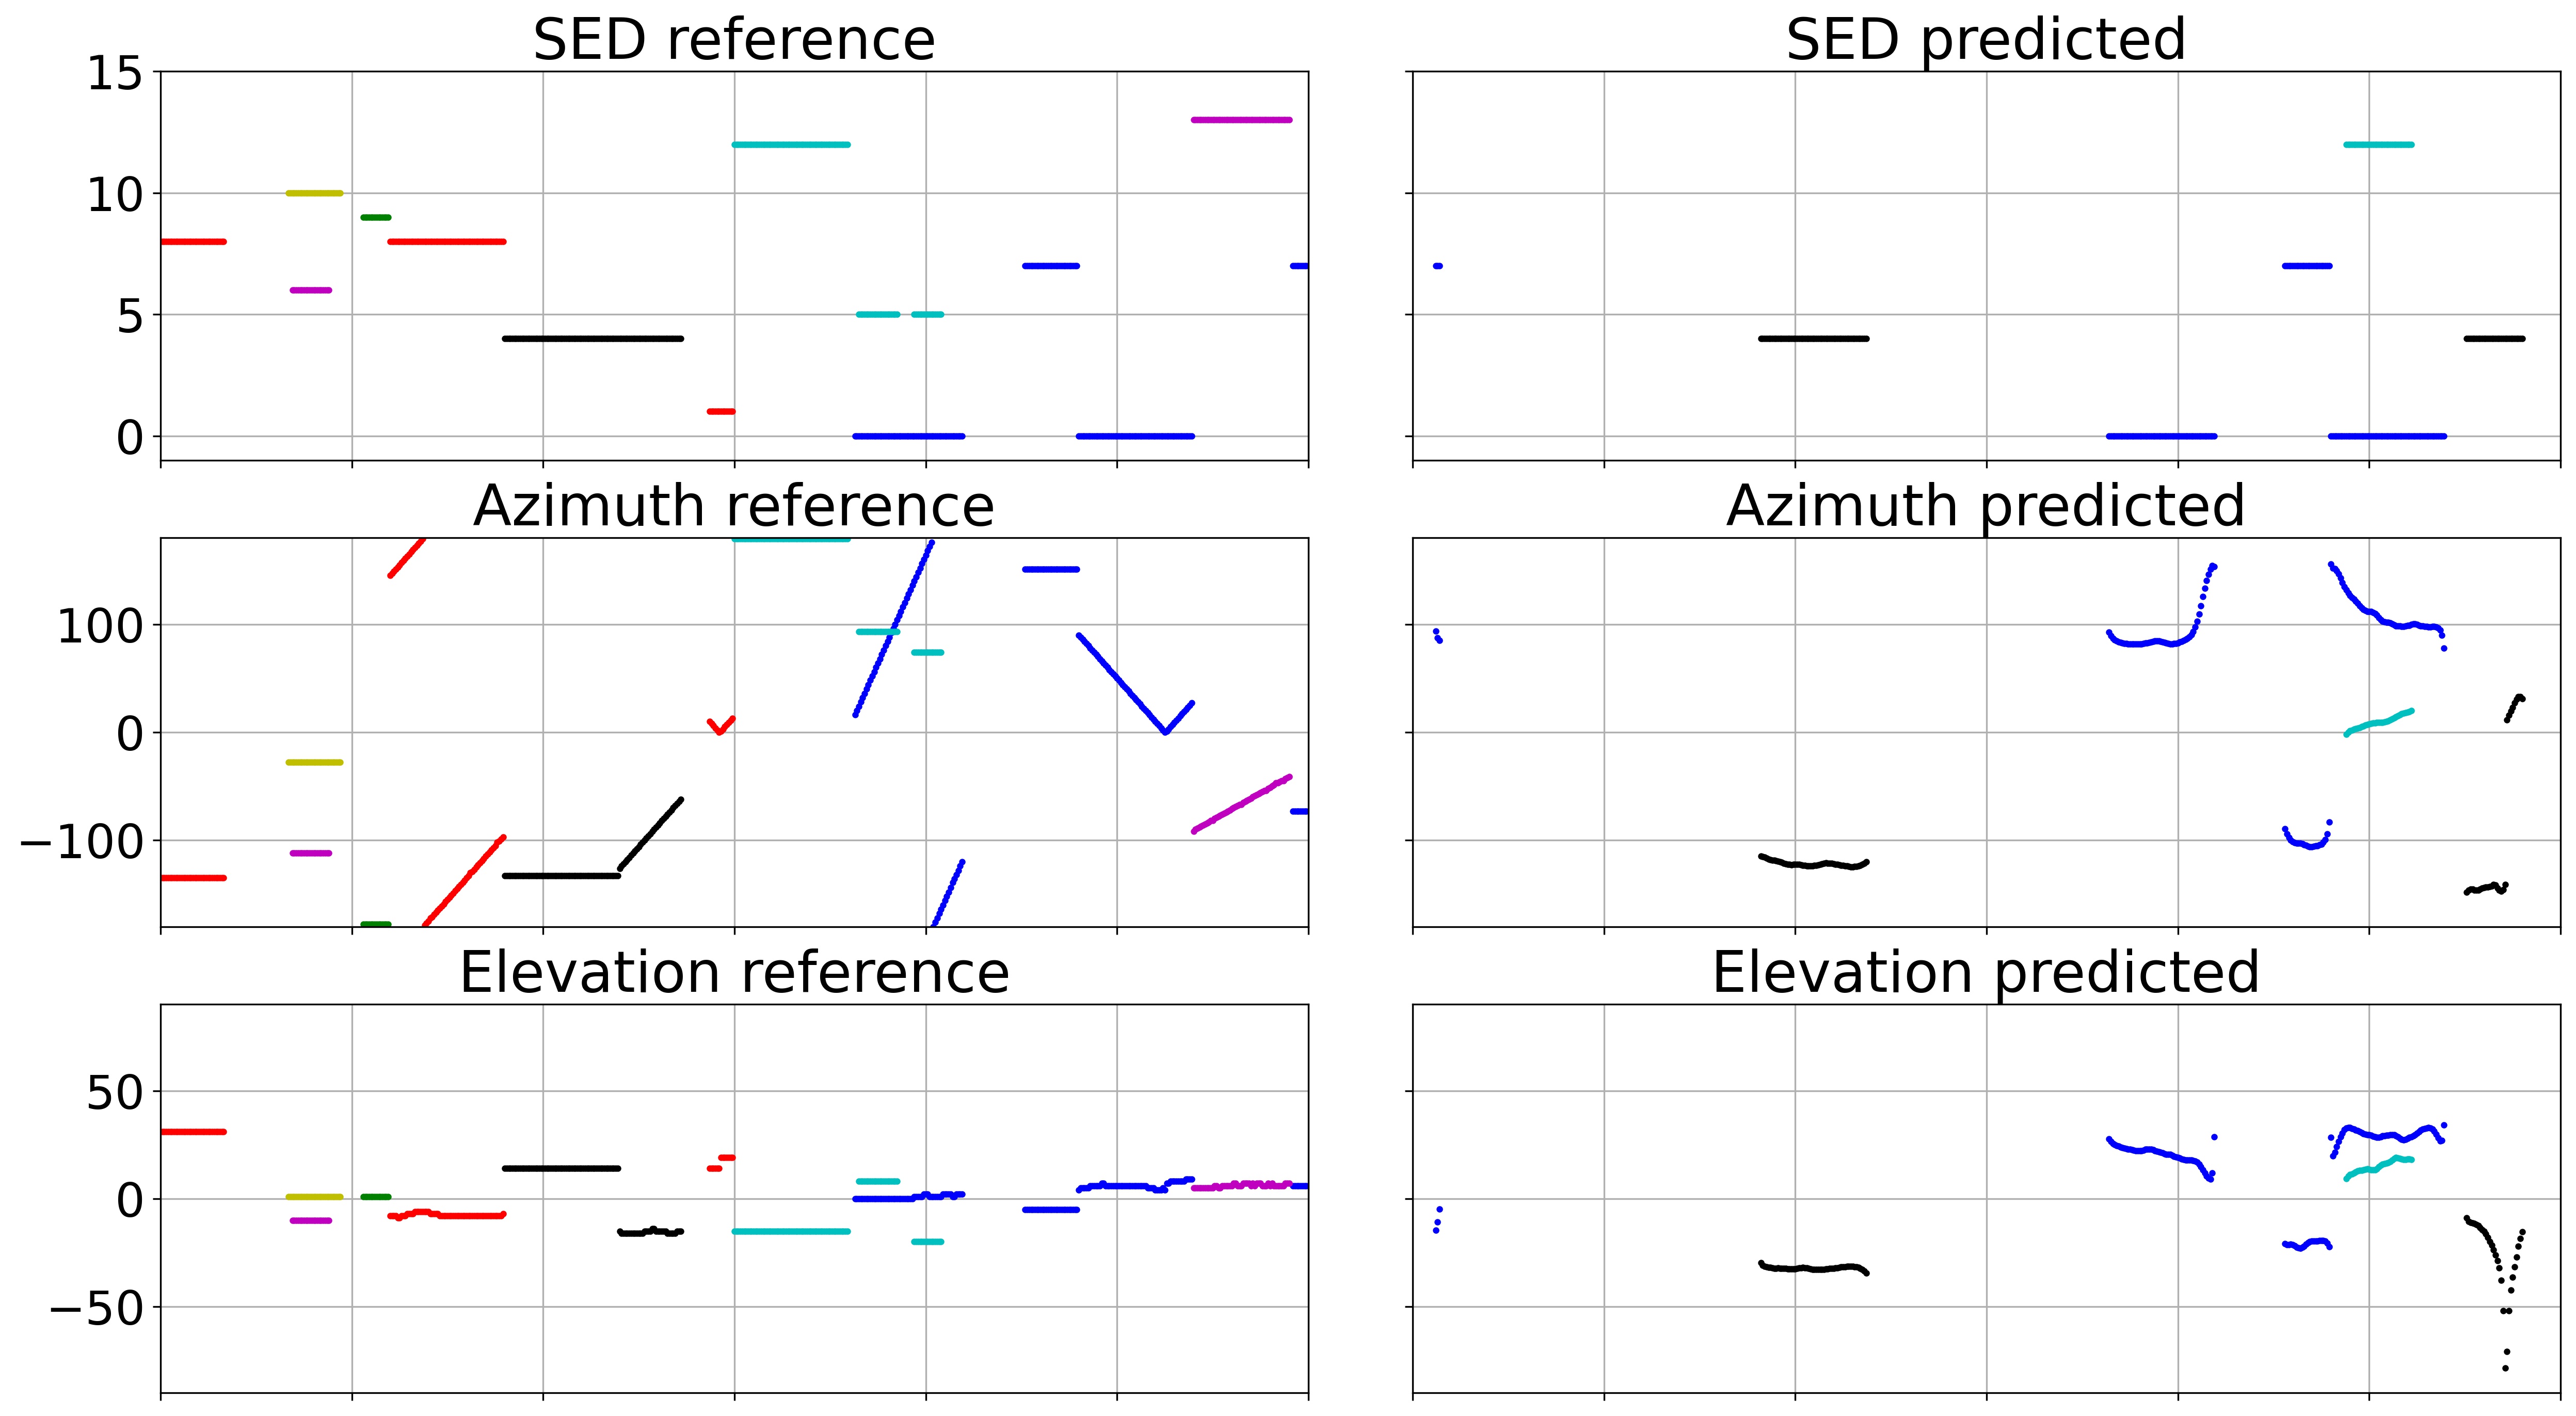 SED reference
SED predicted
15
10
5
0
Azimuth reference
Azimuth predicted
100
0
−100
Elevation reference
Elevation predicted
50
0
−50